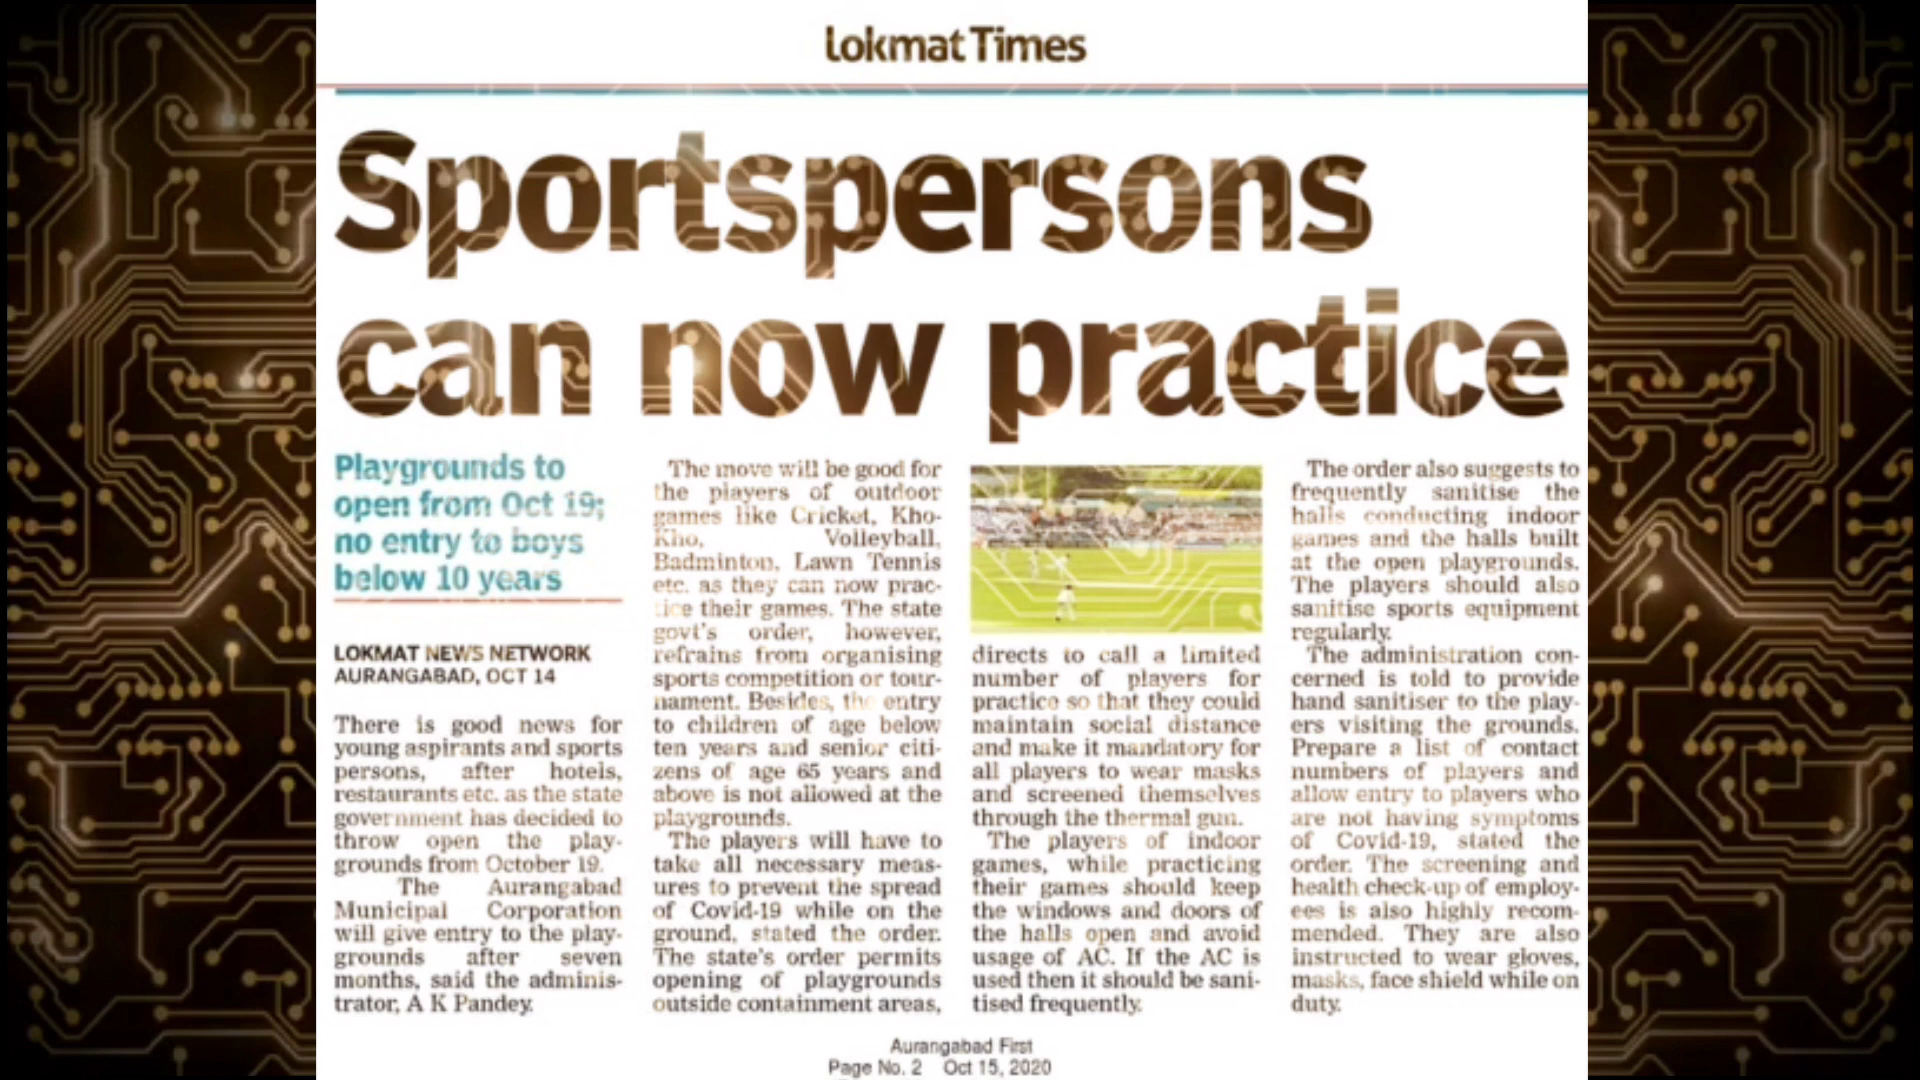 Lokmat Times
Sportspersons
can now practice
Playgrounds to
open from Oct 19;
no entry to boys
below 10 years
LOKMAT NEWS NETWORK
AURANGABAD, OCT 14
There is good news for
young aspirants and sports
persons, after hotels,
restaurants etc. as the state
government has decided to
throw open the play-
grounds from October 19.
The Aurangabad
Municipal Corporation
will give entry to the play-
grounds after seven
months, said the adminis-
trator, A K Pandey.
The move will be good for
the players of outdoor
games like Cricket, Kho-
Kho, Volleyball,
Badminton, Lawn Tennis
etc. as they can now prac-
tice their games. The state
govt's order, however,
refrains from organising
sports competition or tour-
nament. Besides, the entry
to children of age below
ten years and senior citi-
zens of age 65 years and
above is not allowed at the
playgrounds.
The players will have to
take all necessary meas-
ures to prevent the spread
of Covid-19 while on the
ground, stated the order.
The state's order permits
opening of playgrounds
outside containment areas,
directs to call a limited
number of players for
practice so that they could
maintain social distance
and make it mandatory for
all players to wear masks
and screened themselves
through the thermal gun.
The players of indoor
games, while practicing
their games should keep
the windows and doors of
the halls open and avoid
usage of AC. If the AC is
used then it should be sani-
tised frequently.
The order also suggests to
frequently sanitise the
halls conducting indoor
games and the halls built
at the open playgrounds.
The players should also
sanitise sports equipment
regularly.
The administration con-
cerned is told to provide
hand sanitiser to the play-
ers visiting the grounds.
Prepare a list of contact
numbers of players and
allow entry to players who
are not having symptoms
of Covid-19, stated the
order. The screening and
health check-up of employ-
ees is also highly recom-
mended. They are also
instructed to wear gloves,
masks, face shield while on
duty.
Aurangabad First
Page No. 2 Oct 15, 2020